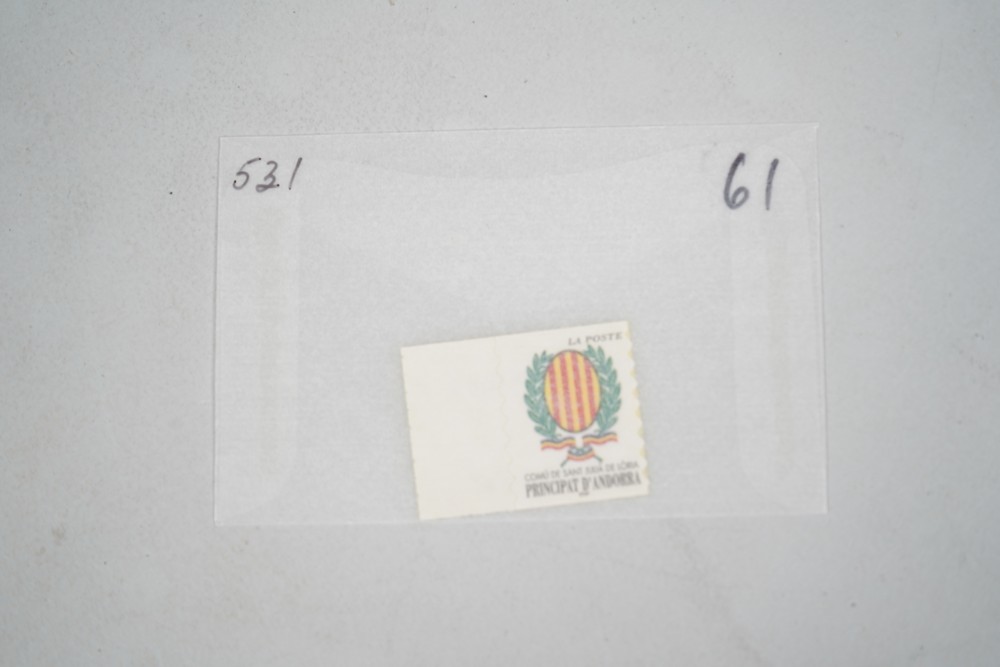 531
61
LA POSTE
COMÚ DE SANT JULIÀ DE LÒRIA
PRINCIPAT D'ANDORRA